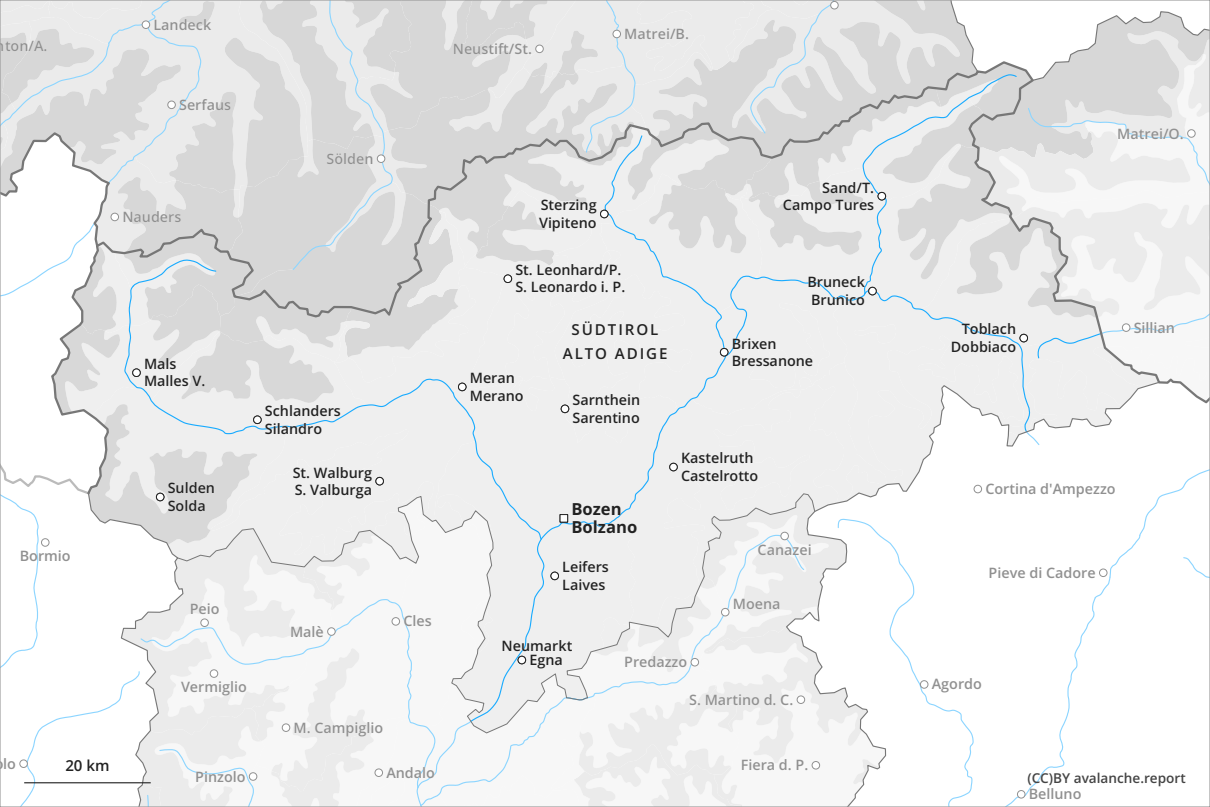 Landeck
nton/A.
Neustift/St.
Matrei/B.
Serfaus
Matrei/O.
Sölden
Sand/T.
Campo Tures
Nauders
Sterzing
Vipiteno
St. Leonhard/P.
S. Leonardo i. P.
Bruneck
Brunico
SÜDTIROL
ALTO ADIGE
Toblach
Dobbiaco
Sillian
Brixen
Bressanone
Mals
Malles V.
Meran
Merano
Schlanders
Silandro
Sarnthein
Sarentino
St. Walburg
S. Valburga
Kastelruth
Castelrotto
Sulden
Solda
Cortina d'Ampezzo
Bozen
Bolzano
Bormio
Canazei
Leifers
Laives
Pieve di Cadore
Peio
Moena
Malè
Cles
Neumarkt
Egna
Predazzo
Vermiglio
Agordo
S. Martino d. C.
M. Campiglio
olo
20 km
Pinzolo
Andalo
Fiera d. P.
(CC)BY avalanche.report
Belluno